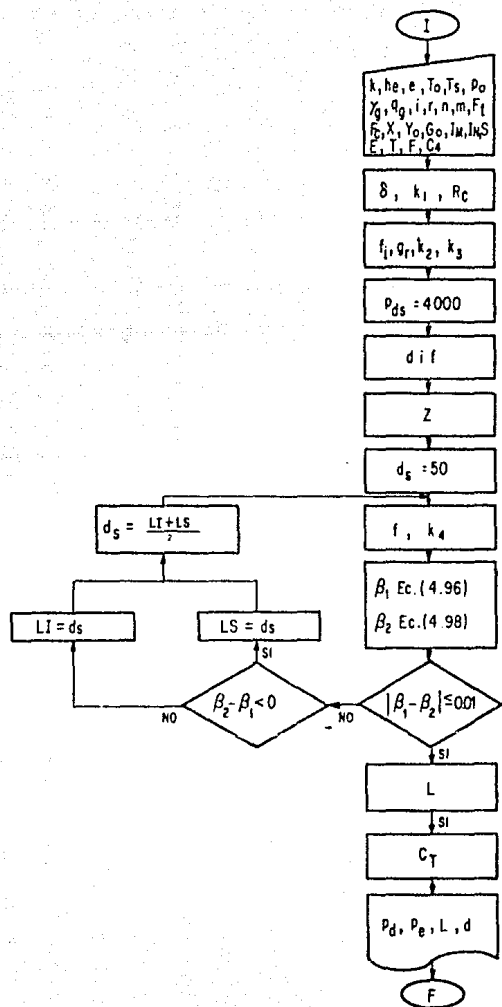 I
k, he, e, To, Ts, po
γg, qg, i, r, n, m, Ft
Fc, X, Yo, Go, IM, IN, S
E, T, F, C4
δ, k1, Rc
fi, gr, k2, k3
Pds = 4000
dif
Z
ds = 50
ds = LI+LS
2
f, k4
β1 Ec.(4.96)
β2 Ec.(4.98)
LI = ds
LS = ds
SI
β2-β1<0
NO
NO
|β1-β2|≤0.01
SI
L
SI
CT
Pd, Pe, L, d
F